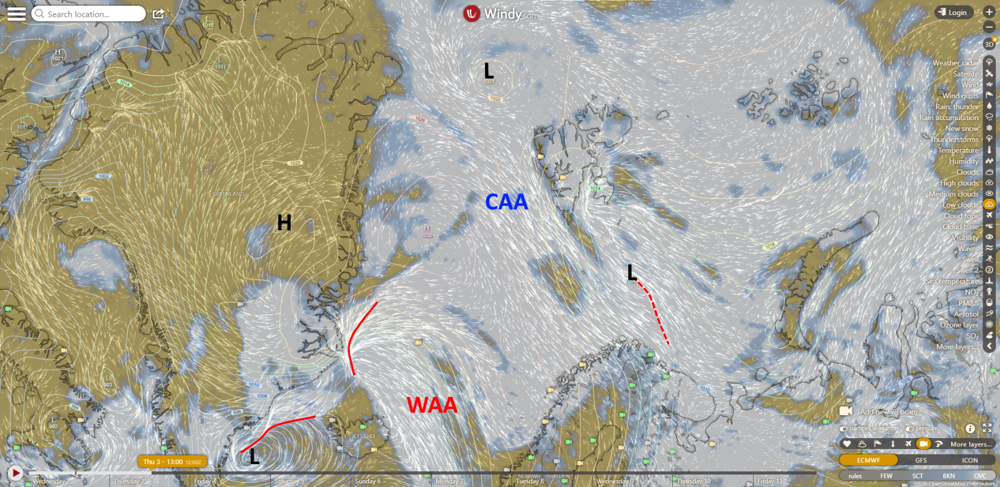 Search location...
Windy.com
Login
+
−
3D
Weather radar
Satellite
Wind
Wind gusts
Rain, thunder
Rain accumulation
New snow
Thunderstorms
Temperature
Humidity
Clouds
High clouds
Medium clouds
Low clouds
Cloud tops
Cloud base
Visibility
Waves
Swell
Swell 2
Sea temperature
NO₂
PM2.5
Aerosol
Ozone layer
SO₂
More layers...
L
1016
H
1021
L
1011
1014
L
1011
L
1021
1022
1028
1022
1002
998
GREENLAND
H
CAA
H
1030
1014
1018
L
L
993
1010
1006
998
994
L
992
WAA
L
ICELAND
1010
1006
FINLAND
NORWAY
SWEDEN
Add new webcam
particles animation
pressure
997
More layers...
ECMWF
GFS
ICON
rules
FEW
SCT
BKN
OVC
© OpenStreetMap contributors
Thu 3 - 13:00 12:00Z
Wednesday 2
Thursday 3
Friday 4
Saturday 5
Sunday 6
Monday 7
Tuesday 8
Wednesday 9
Thursday 10
Friday 11